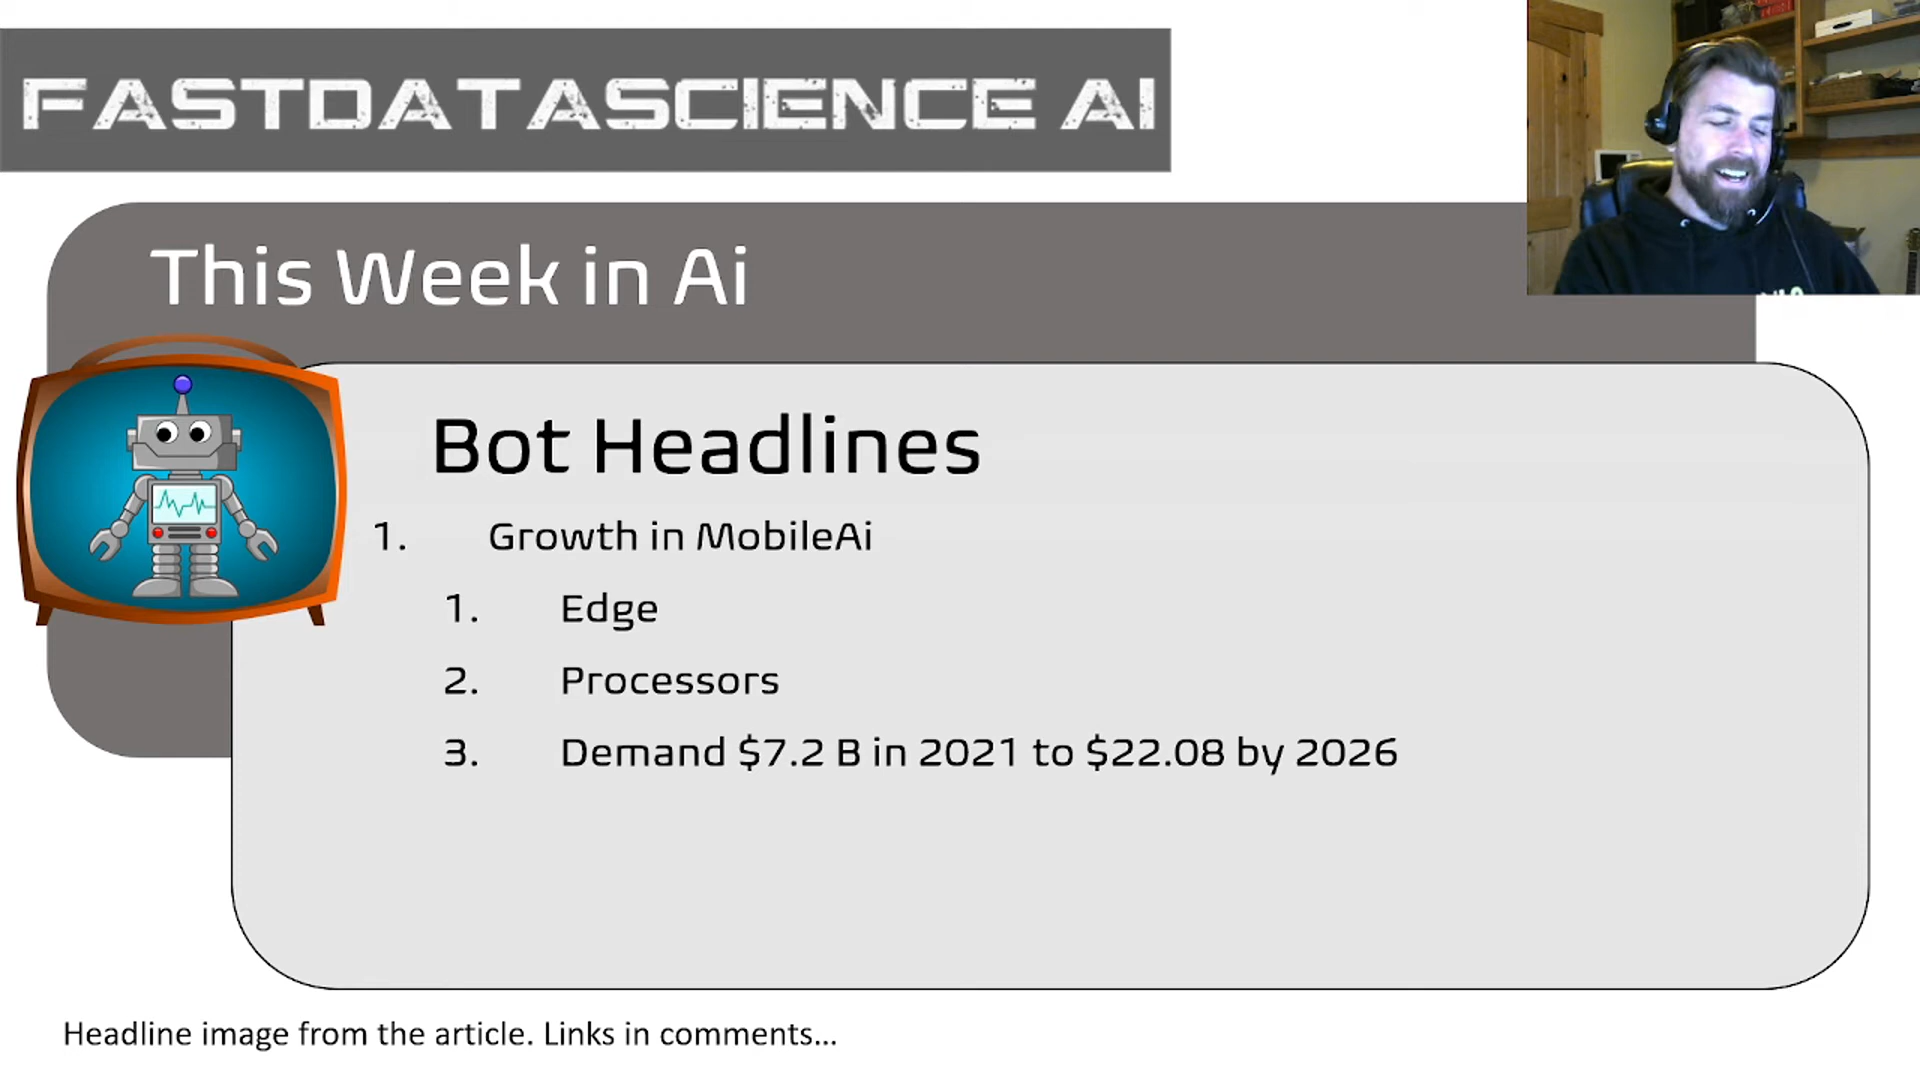 FASTDATASCIENCE AI
This Week in Ai
Bot Headlines
1. Growth in MobileAi
1. Edge
2. Processors
3. Demand $7.2 B in 2021 to $22.08 by 2026
Headline image from the article. Links in comments...